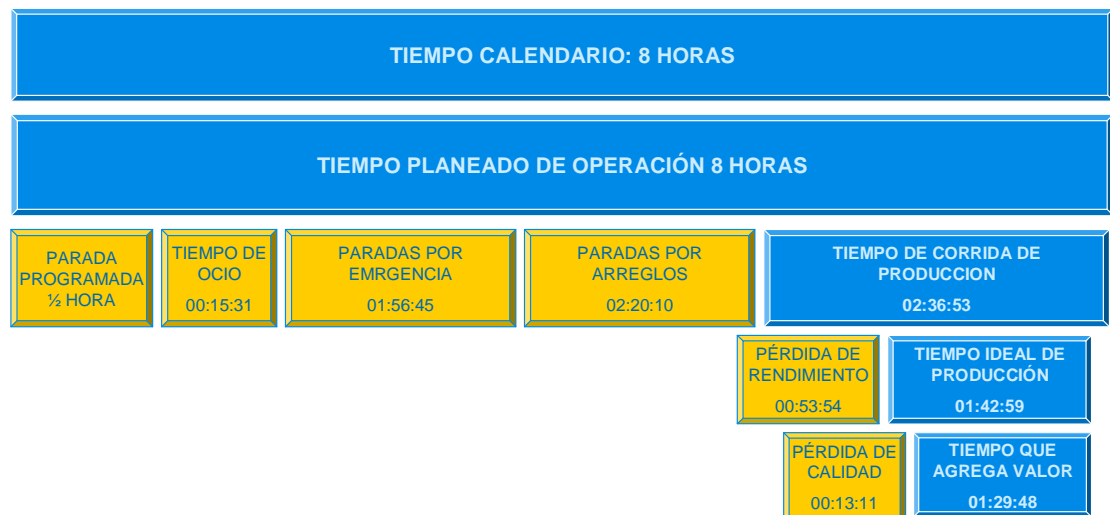 TIEMPO CALENDARIO: 8 HORAS
TIEMPO PLANEADO DE OPERACIÓN 8 HORAS
PARADA
PROGRAMADA
½ HORA
TIEMPO DE
OCIO
00:15:31
PARADAS POR
EMRGENCIA
01:56:45
PARADAS POR
ARREGLOS
02:20:10
TIEMPO DE CORRIDA DE
PRODUCCION
02:36:53
PÉRDIDA DE
RENDIMIENTO
00:53:54
TIEMPO IDEAL DE
PRODUCCIÓN
01:42:59
PÉRDIDA DE
CALIDAD
00:13:11
TIEMPO QUE
AGREGA VALOR
01:29:48